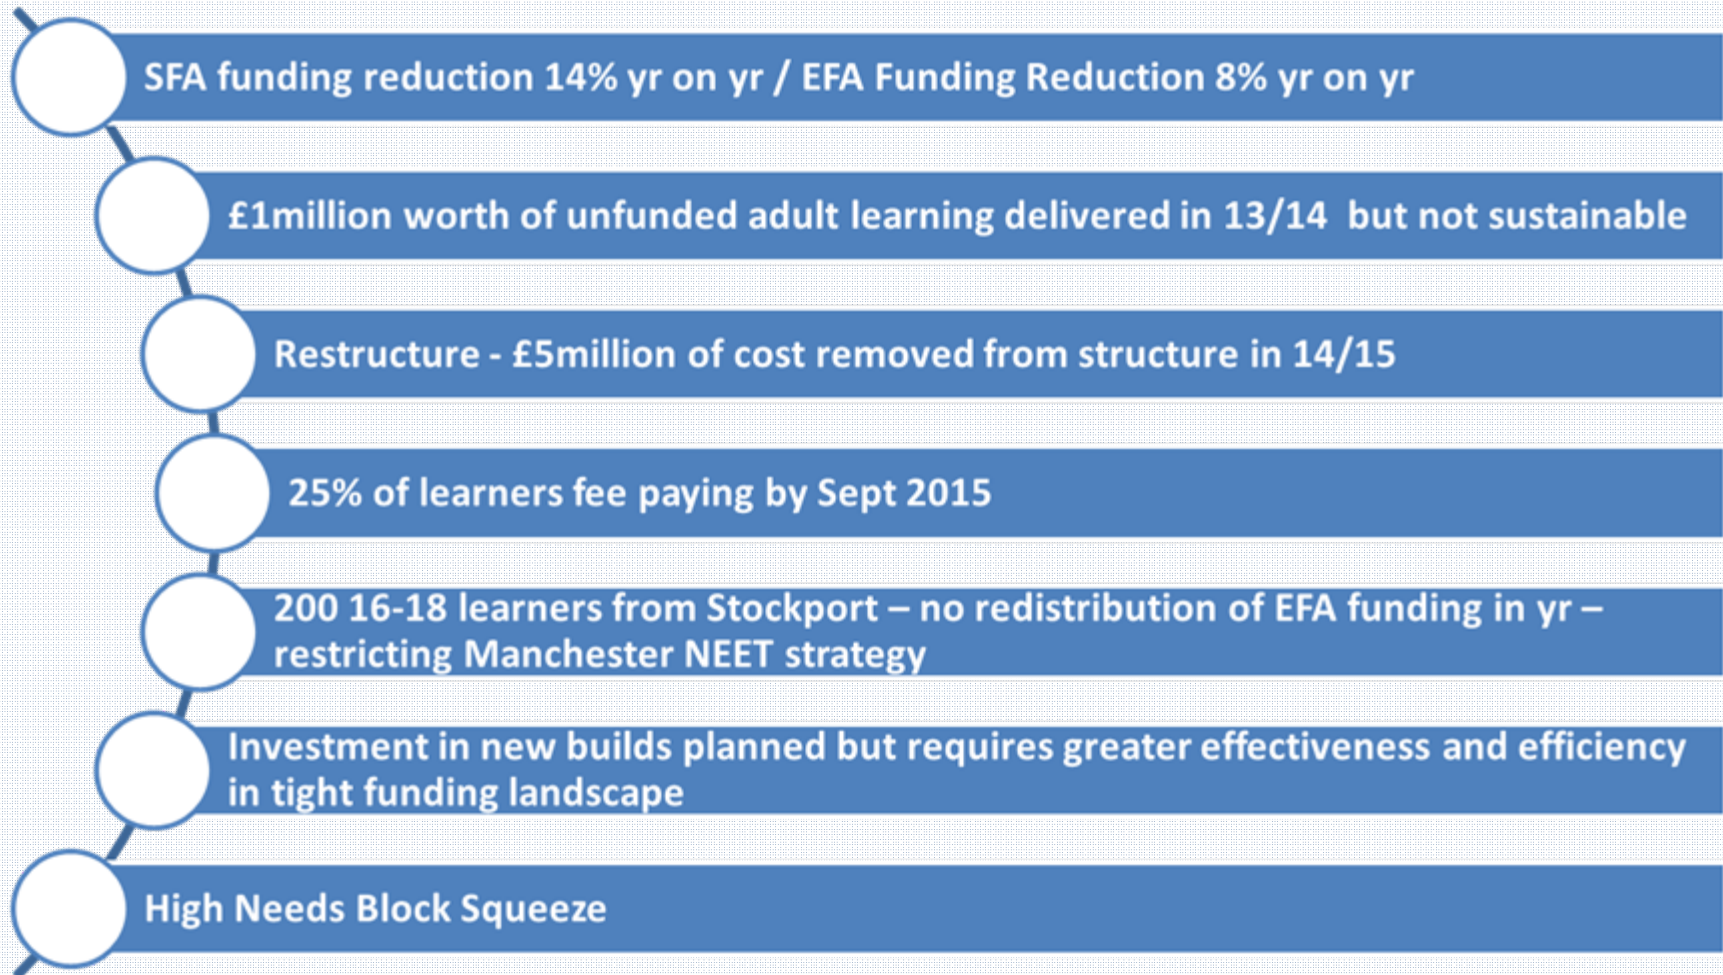 SFA funding reduction 14% yr on yr / EFA Funding Reduction 8% yr on yr
£1million worth of unfunded adult learning delivered in 13/14  but not sustainable
Restructure - £5million of cost removed from structure in 14/15
25% of learners fee paying by Sept 2015
200 16-18 learners from Stockport – no redistribution of EFA funding in yr –
restricting Manchester NEET strategy
Investment in new builds planned but requires greater effectiveness and efficiency
in tight funding landscape
High Needs Block Squeeze